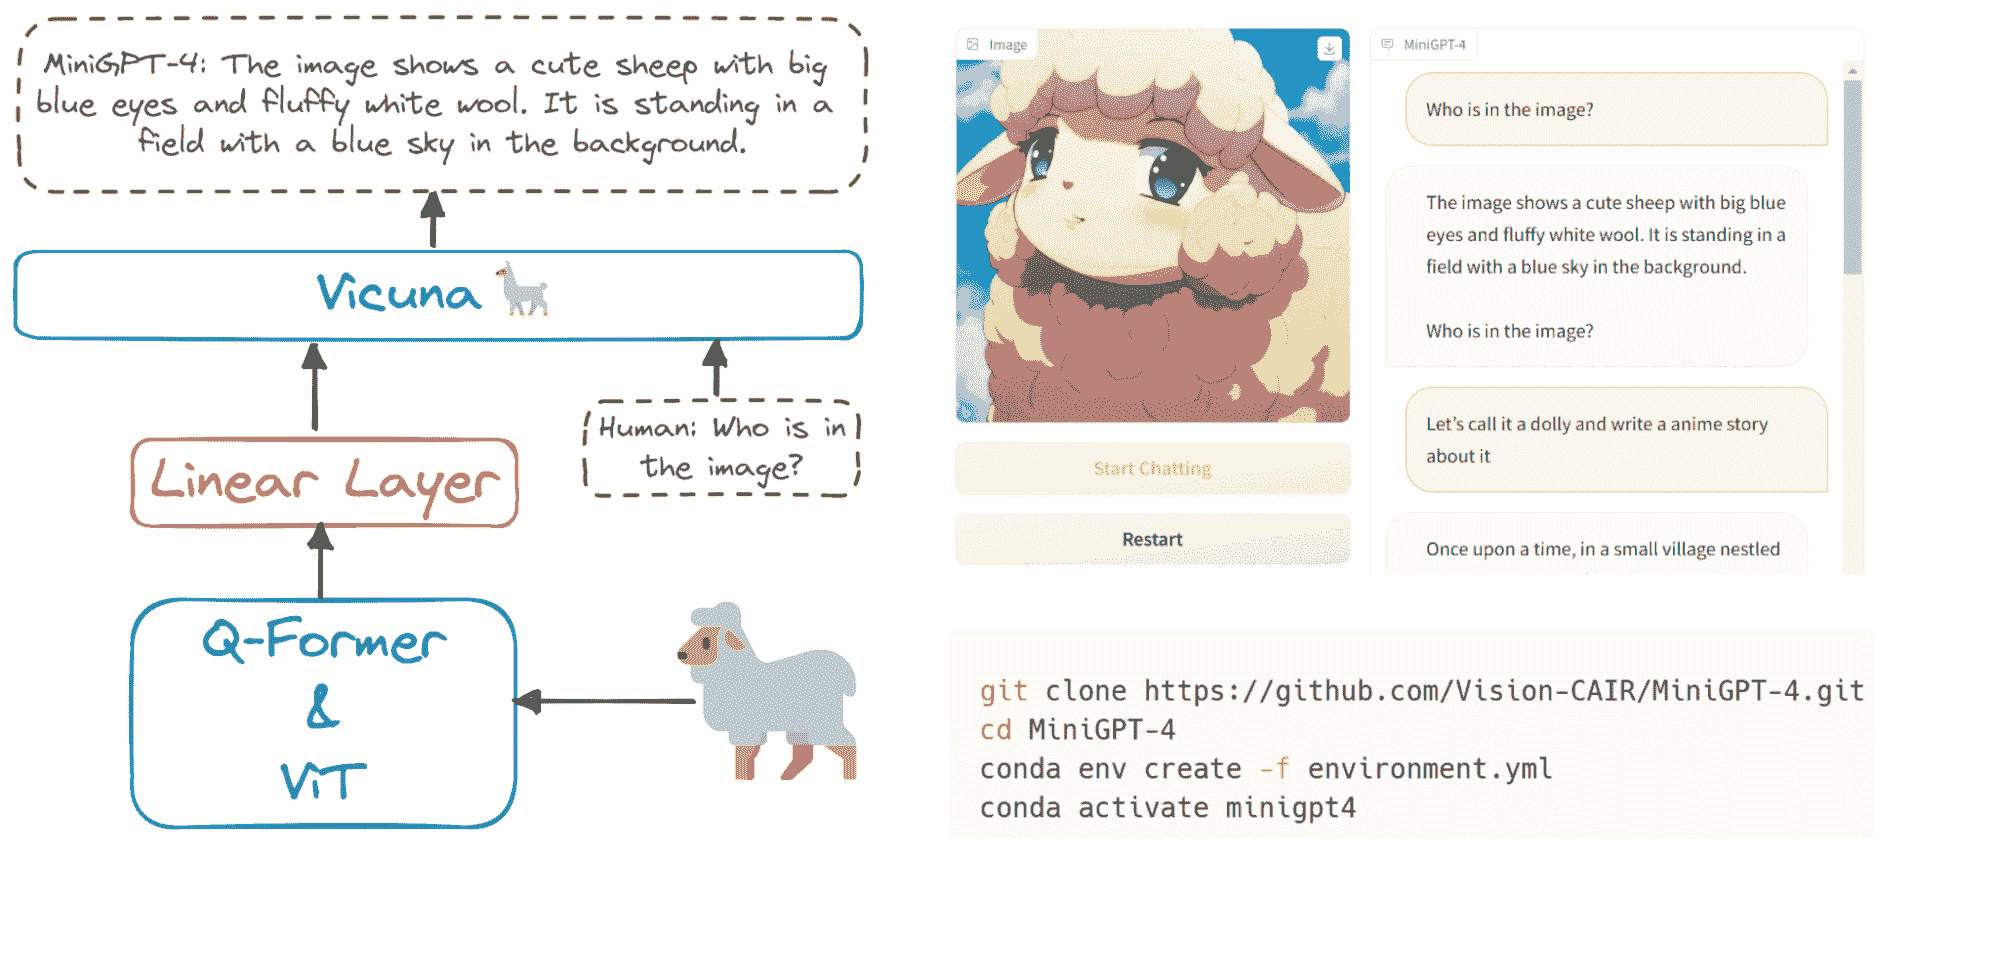 MiniGPT-4: The image shows a cute sheep with big
blue eyes and fluffy white wool. It is standing in a
field with a blue sky in the background.
Vicuna
Linear Layer
Human: Who is in
the image?
Q-Former
&
ViT
Image
MiniGPT-4
Who is in the image?
The image shows a cute sheep with big blue
eyes and fluffy white wool. It is standing in a
field with a blue sky in the background.
Who is in the image?
Let's call it a dolly and write a anime story
about it
Once upon a time, in a small village nestled
Start Chatting
Restart
git clone https://github.com/Vision-CAIR/MiniGPT-4.git
cd MiniGPT-4
conda env create -f environment.yml
conda activate minigpt4